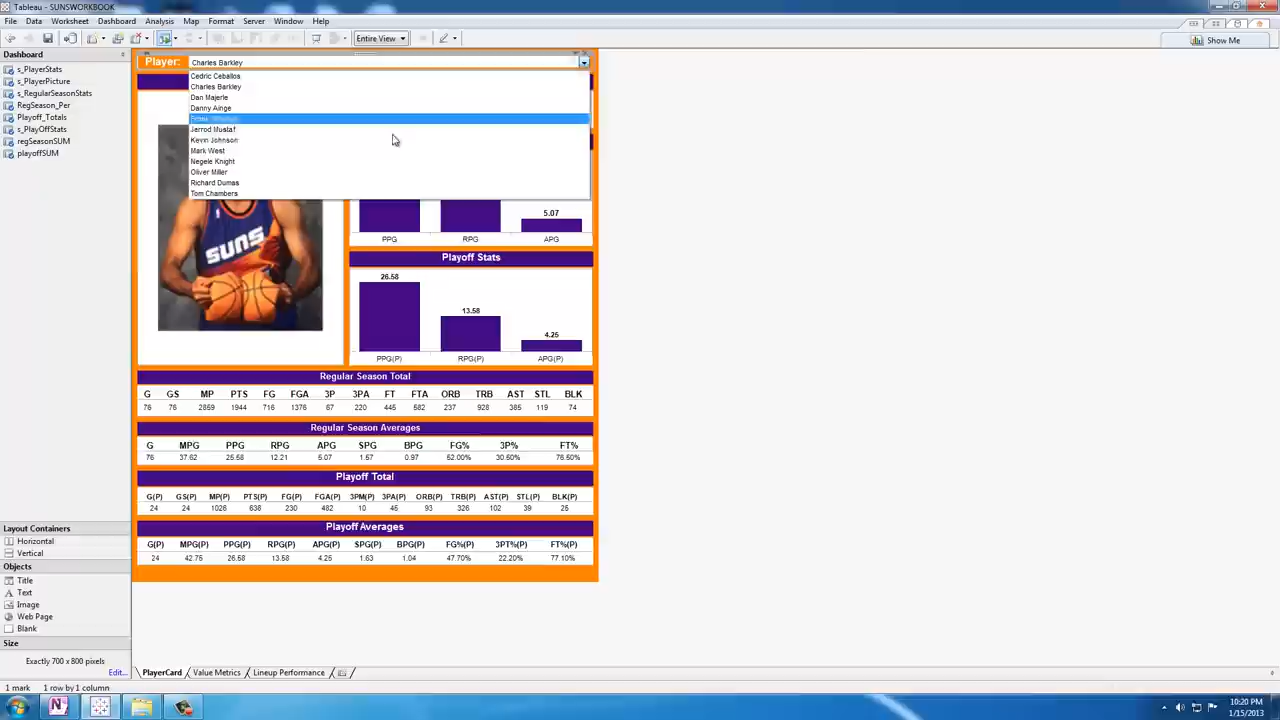 Tableau - SUNSWORKBOOK
File Data Worksheet Dashboard Analysis Map Format Server Window Help
Entire View
Show Me
Dashboard
s_PlayerStats
s_PlayerPicture
s_RegularSeasonStats
RegSeason_Per
Playoff_Totals
s_PlayOffStats
regSeasonSUM
playoffSUM
Player: Charles Barkley
Cedric Ceballos
Charles Barkley
Dan Majerle
Danny Ainge
Jerrod Mustaf
Kevin Johnson
Mark West
Negele Knight
Oliver Miller
Richard Dumas
Tom Chambers
SUNS
5.07
PPG RPG APG
Playoff Stats
26.58
13.58
4.25
PPG(P) RPG(P) APG(P)
Regular Season Total
G GS MP PTS FG FGA 3P 3PA FT FTA ORB TRB AST STL BLK
76 76 2859 1944 716 1376 67 220 445 582 237 928 385 119 74
Regular Season Averages
G MPG PPG RPG APG SPG BPG FG% 3P% FT%
76 37.62 25.58 12.21 5.07 1.57 0.97 52.00% 30.50% 76.50%
Playoff Total
G(P) GS(P) MP(P) PTS(P) FG(P) FGA(P) 3PM(P) 3PA(P) ORB(P) TRB(P) AST(P) STL(P) BLK(P)
24 24 1026 638 230 482 10 45 93 326 102 39 25
Playoff Averages
G(P) MPG(P) PPG(P) RPG(P) APG(P) SPG(P) BPG(P) FG%(P) 3PT%(P) FT%(P)
24 42.75 26.58 13.58 4.25 1.63 1.04 47.70% 22.20% 77.10%
Layout Containers
Horizontal
Vertical
Objects
Title
Text
Image
Web Page
Blank
Size
Exactly 700 x 800 pixels
Edit...
PlayerCard Value Metrics Lineup Performance
1 mark 1 row by 1 column
10:20 PM
1/15/2013